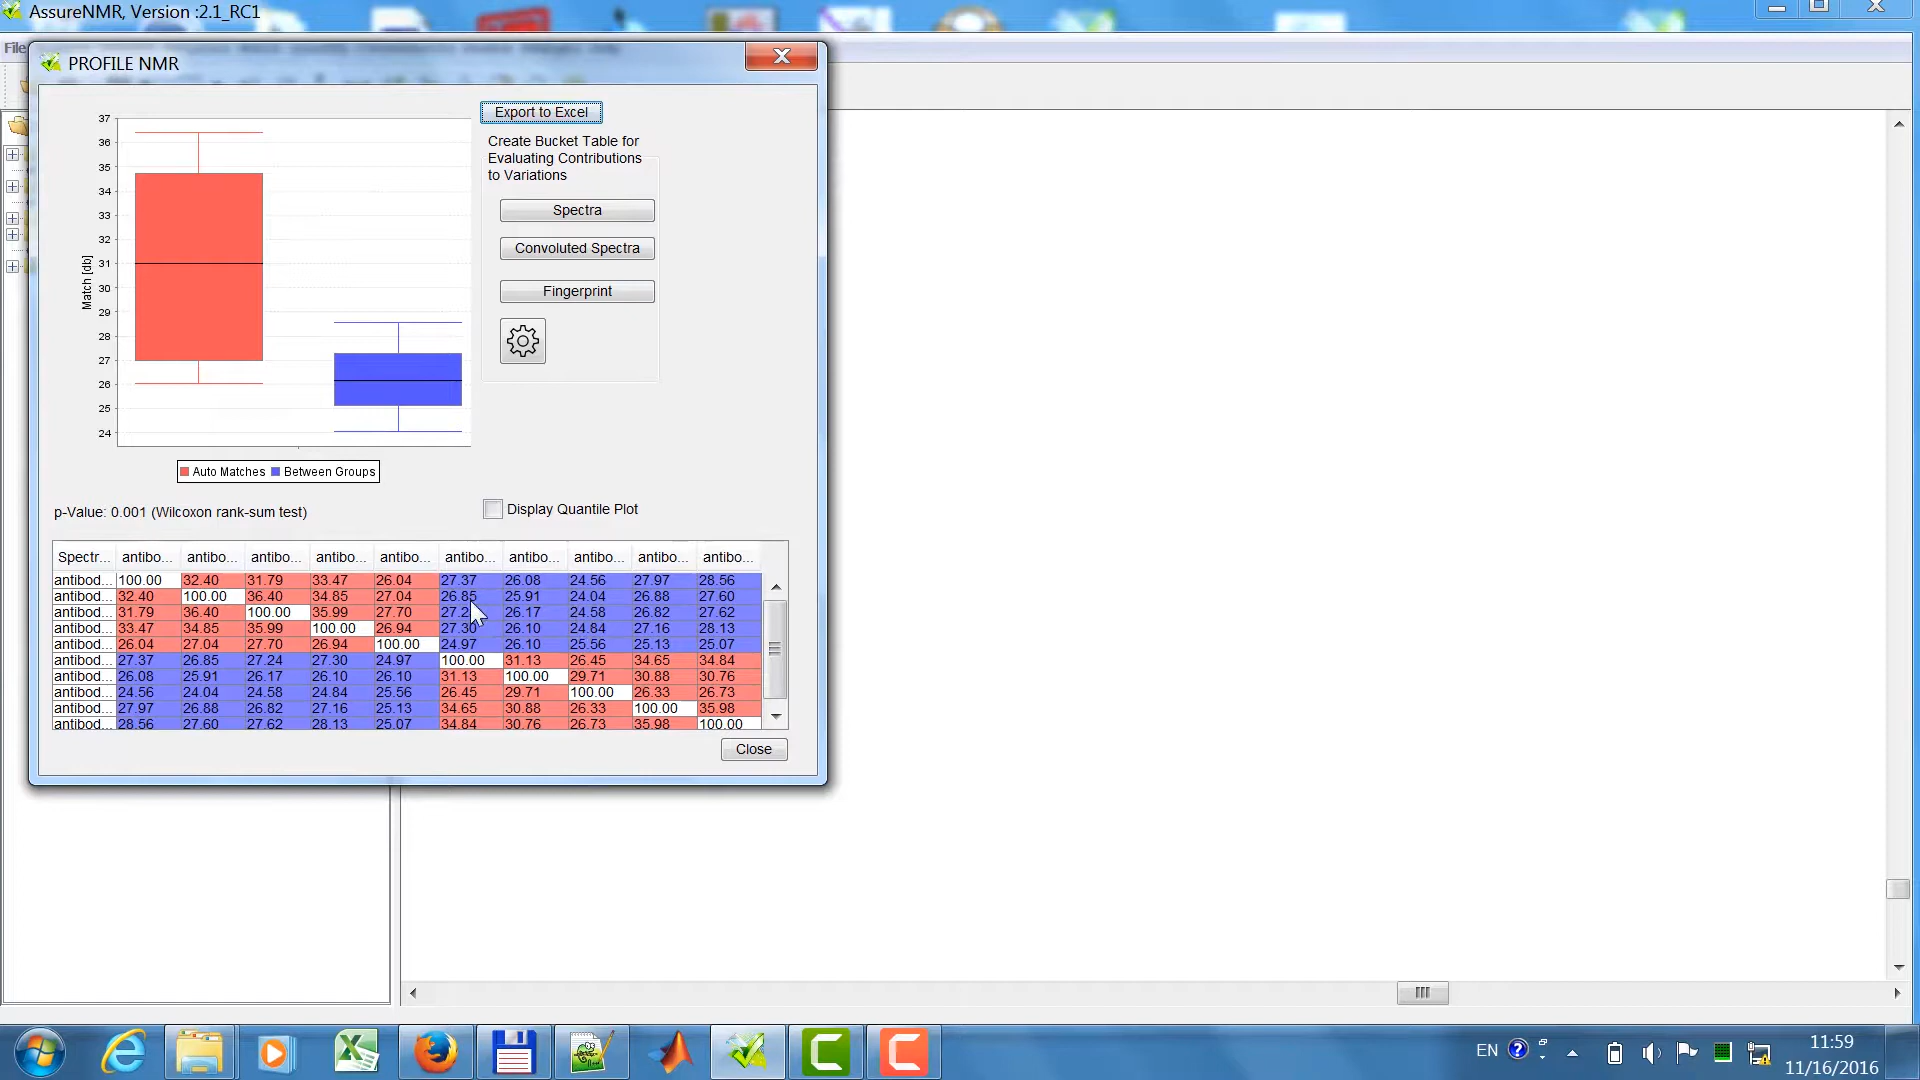 AssureNMR, Version :2.1_RC1
File
PROFILE NMR
Export to Excel
Create Bucket Table for
Evaluating Contributions
to Variations
Spectra
Convoluted Spectra
Fingerprint
37
36
35
34
33
32
31
30
29
28
27
26
25
24
Match [db]
Auto Matches Between Groups
p-Value: 0.001 (Wilcoxon rank-sum test)
Display Quantile Plot
Spectr... antibo... antibo... antibo... antibo... antibo... antibo... antibo... antibo... antibo... antibo...
antibod... 100.00 32.40 31.79 33.47 26.04 27.37 26.08 24.56 27.97 28.56
antibod... 32.40 100.00 36.40 34.85 27.04 26.85 25.91 24.04 26.88 27.60
antibod... 31.79 36.40 100.00 35.99 27.70 27.2 26.17 24.58 26.82 27.62
antibod... 33.47 34.85 35.99 100.00 26.94 27.30 26.10 24.84 27.16 28.13
antibod... 26.04 27.04 27.70 26.94 100.00 24.97 26.10 25.56 25.13 25.07
antibod... 27.37 26.85 27.24 27.30 24.97 100.00 31.13 26.45 34.65 34.84
antibod... 26.08 25.91 26.17 26.10 26.10 31.13 100.00 29.71 30.88 30.76
antibod... 24.56 24.04 24.58 24.84 25.56 26.45 29.71 100.00 26.33 26.73
antibod... 27.97 26.88 26.82 27.16 25.13 34.65 30.88 26.33 100.00 35.98
antibod... 28.56 27.60 27.62 28.13 25.07 34.84 30.76 26.73 35.98 100.00
Close
EN
11:59
11/16/2016